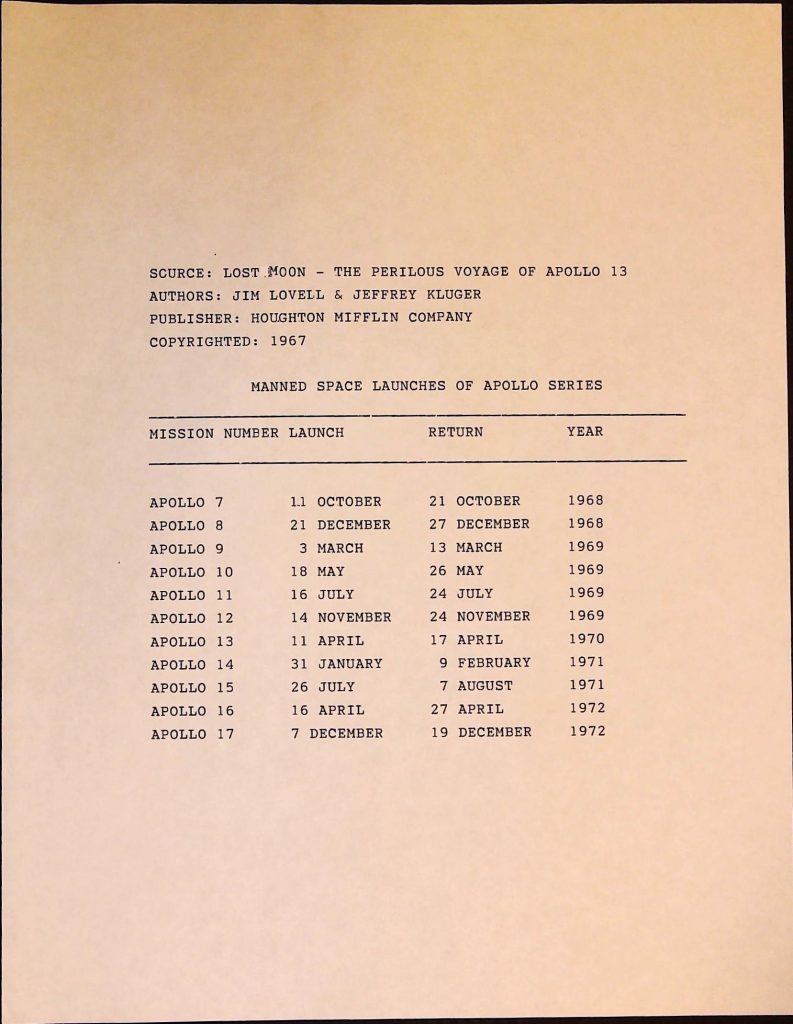 SOURCE: LOST MOON - THE PERILOUS VOYAGE OF APOLLO 13
AUTHORS: JIM LOVELL & JEFFREY KLUGER
PUBLISHER: HOUGHTON MIFFLIN COMPANY
COPYRIGHTED: 1967
MANNED SPACE LAUNCHES OF APOLLO SERIES
MISSION NUMBER LAUNCH RETURN YEAR
APOLLO 7 11 OCTOBER 21 OCTOBER 1968
APOLLO 8 21 DECEMBER 27 DECEMBER 1968
APOLLO 9 3 MARCH 13 MARCH 1969
APOLLO 10 18 MAY 26 MAY 1969
APOLLO 11 16 JULY 24 JULY 1969
APOLLO 12 14 NOVEMBER 24 NOVEMBER 1969
APOLLO 13 11 APRIL 17 APRIL 1970
APOLLO 14 31 JANUARY 9 FEBRUARY 1971
APOLLO 15 26 JULY 7 AUGUST 1971
APOLLO 16 16 APRIL 27 APRIL 1972
APOLLO 17 7 DECEMBER 19 DECEMBER 1972